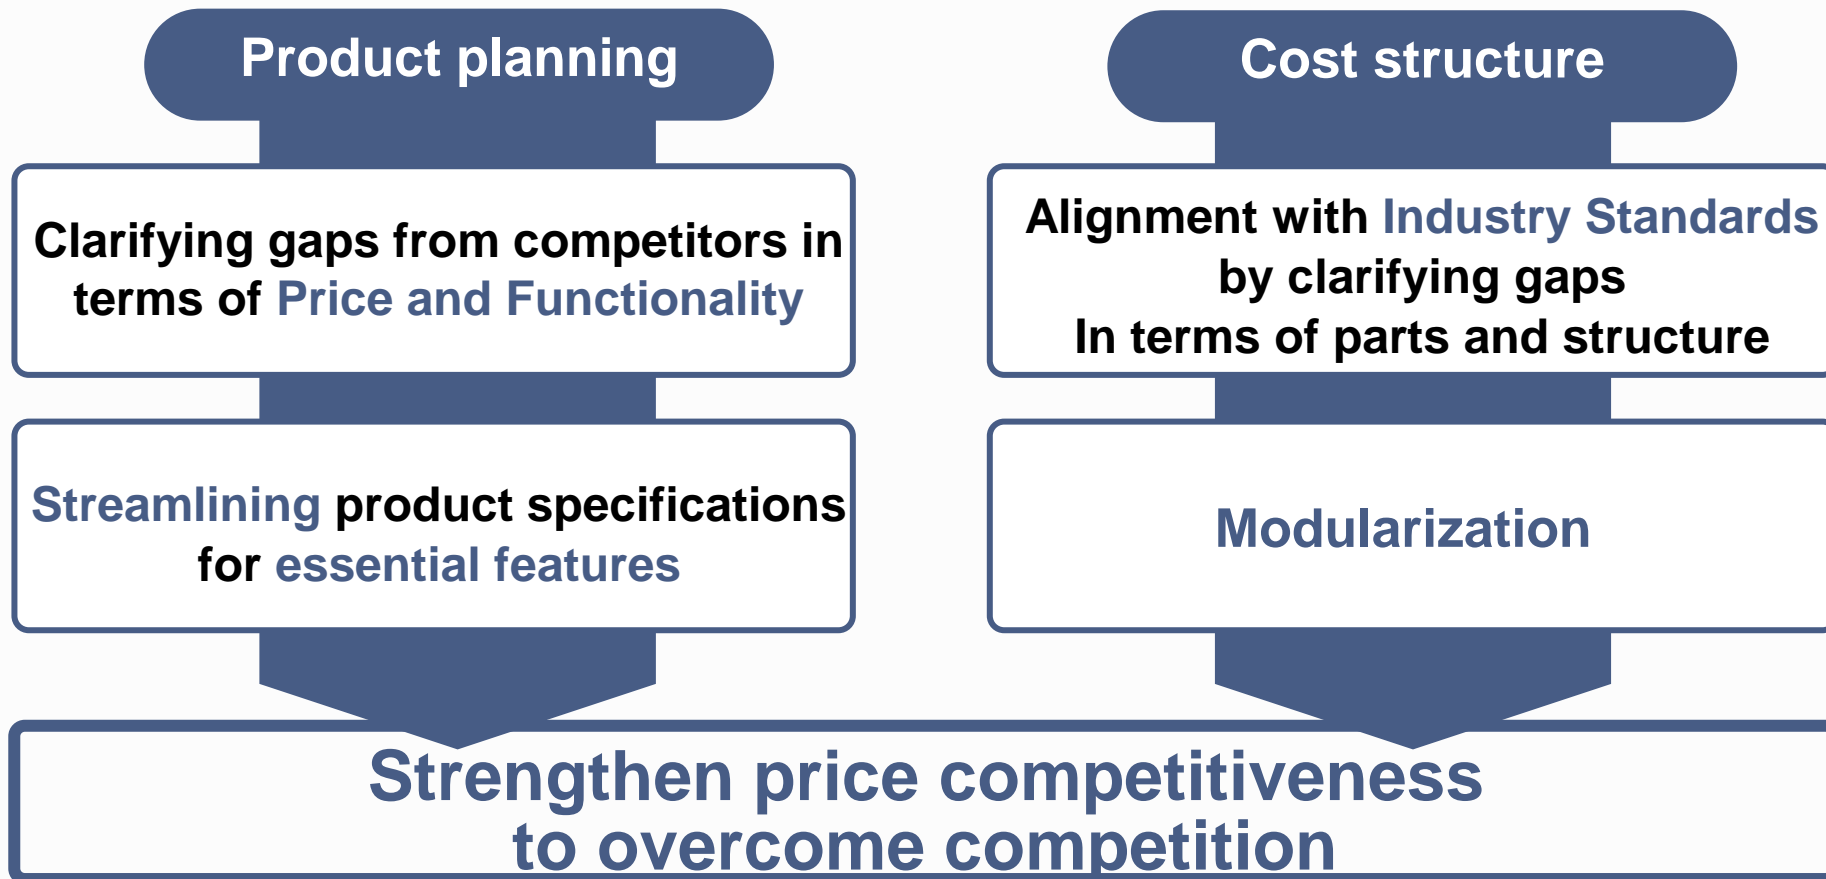 Product planning
Clarifying gaps from competitors in
terms of Price and Functionality
Streamlining product specifications
for essential features
Cost structure
Alignment with Industry Standards
by clarifying gaps
In terms of parts and structure
Modularization
Strengthen price competitiveness
to overcome competition